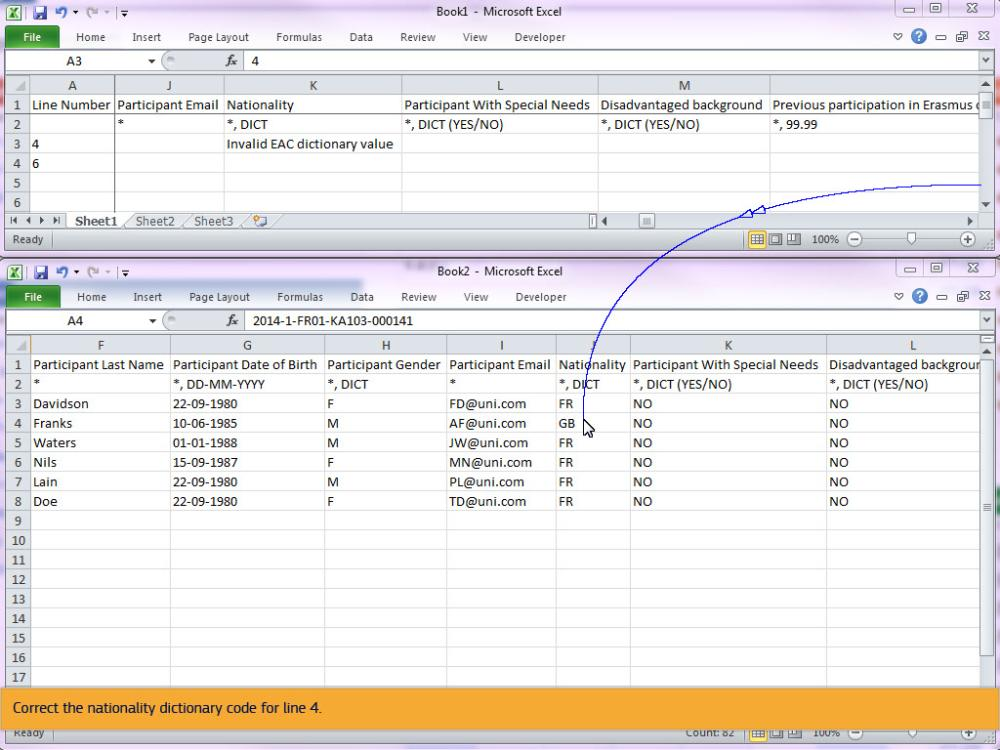 Book1 - Microsoft Excel
File Home Insert Page Layout Formulas Data Review View Developer
A3 fx 4
A J K L M
1 Line Number Participant Email Nationality Participant With Special Needs Disadvantaged background Previous participation in Erasmus
2 * *, DICT *, DICT (YES/NO) *, DICT (YES/NO) *, 99.99
3 4 Invalid EAC dictionary value
4 6
5
6
Sheet1 Sheet2 Sheet3
Ready 100%
Book2 - Microsoft Excel
File Home Insert Page Layout Formulas Data Review View Developer
A4 fx 2014-1-FR01-KA103-000141
F G H I J K L
1 Participant Last Name Participant Date of Birth Participant Gender Participant Email Nationality Participant With Special Needs Disadvantaged backgroun
2 * *, DD-MM-YYYY *, DICT * *, DICT *, DICT (YES/NO) *, DICT (YES/NO)
3 Davidson 22-09-1980 F FD@uni.com FR NO NO
4 Franks 10-06-1985 M AF@uni.com GB NO NO
5 Waters 01-01-1988 M JW@uni.com FR NO NO
6 Nils 15-09-1987 F MN@uni.com FR NO NO
7 Lain 22-09-1980 M PL@uni.com FR NO NO
8 Doe 22-09-1980 F TD@uni.com FR NO NO
9
10
11
12
13
14
15
16
17
Correct the nationality dictionary code for line 4.
Ready Count: 82 100%